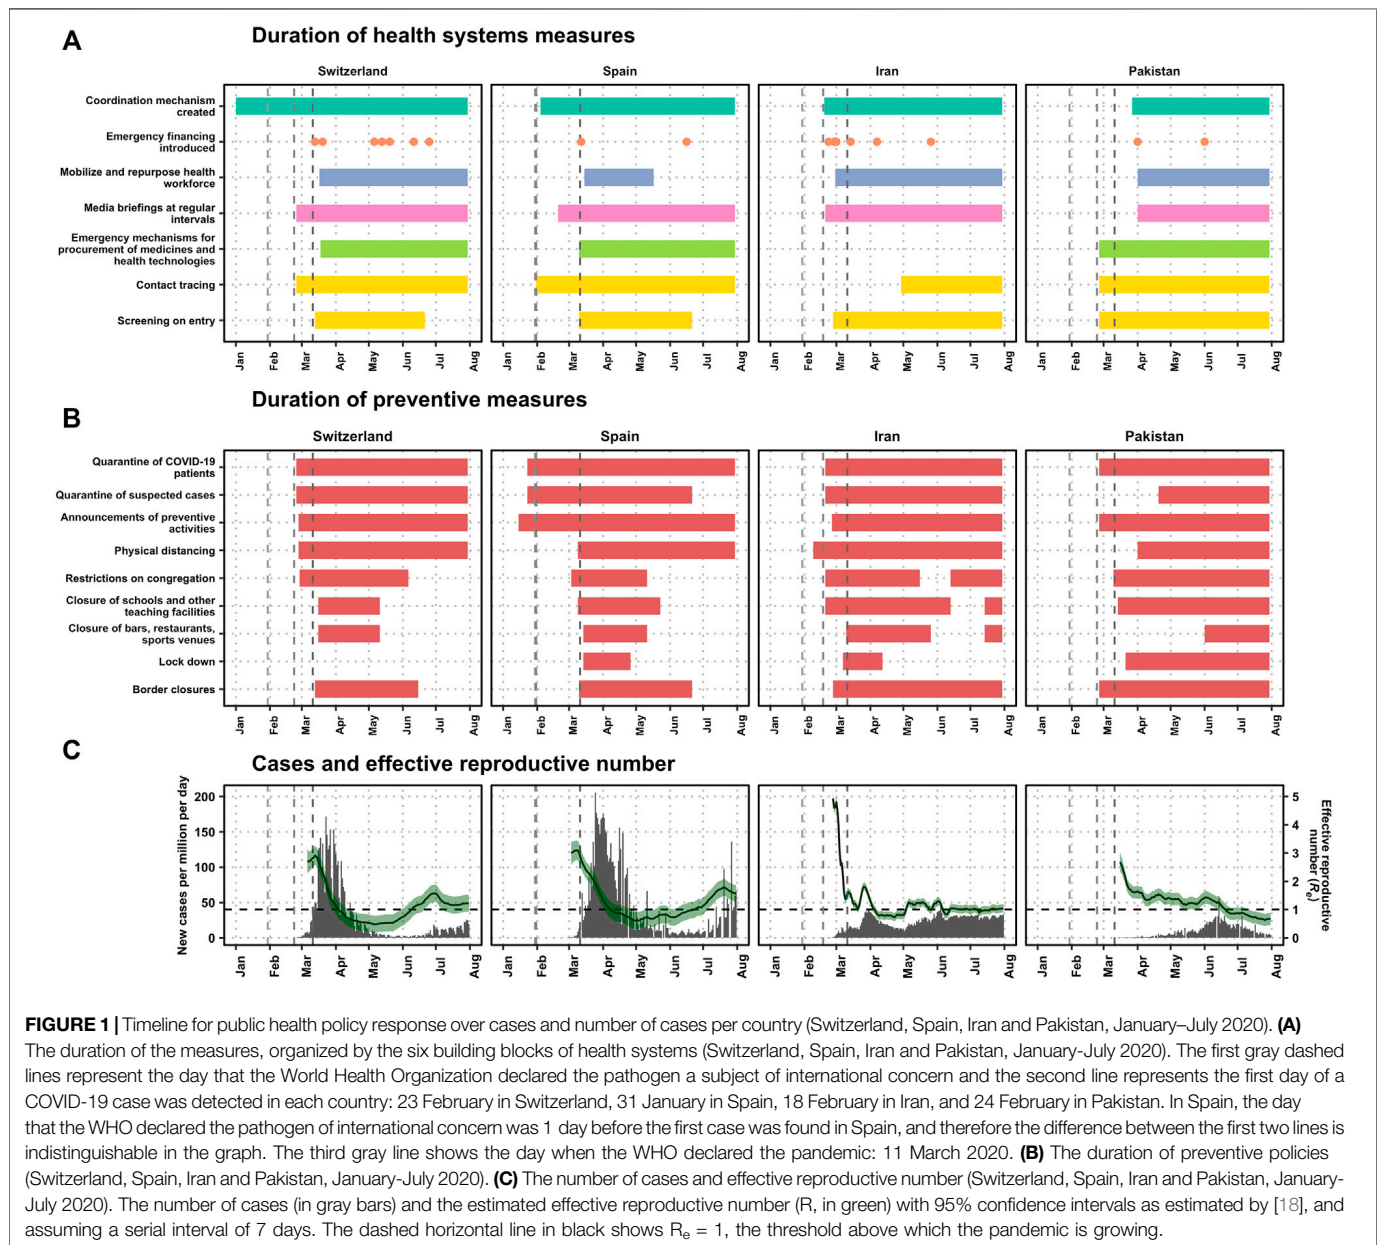 A
Duration of health systems measures
Switzerland
Spain
Iran
Pakistan
Coordination mechanism
created
Emergency financing
introduced
Mobilize and repurpose health
workforce
Media briefings at regular
intervals
Emergency mechanisms for
procurement of medicines and
health technologies
Contact tracing
Screening on entry
Jan Feb Mar Apr May Jun Jul Aug
Jan Feb Mar Apr May Jun Jul Aug
Jan Feb Mar Apr May Jun Jul Aug
Jan Feb Mar Apr May Jun Jul Aug
B
Duration of preventive measures
Switzerland
Spain
Iran
Pakistan
Quarantine of COVID-19
patients
Quarantine of suspected cases
Announcements of preventive
activities
Physical distancing
Restrictions on congregation
Closure of schools and other
teaching facilities
Closure of bars, restaurants,
sports venues
Lock down
Border closures
Jan Feb Mar Apr May Jun Jul Aug
Jan Feb Mar Apr May Jun Jul Aug
Jan Feb Mar Apr May Jun Jul Aug
Jan Feb Mar Apr May Jun Jul Aug
C
Cases and effective reproductive number
New cases per million per day
200
150
100
50
0
5
4
3
2
1
0
Effective reproductive
number (Re)
Jan Feb Mar Apr May Jun Jul Aug
Jan Feb Mar Apr May Jun Jul Aug
Jan Feb Mar Apr May Jun Jul Aug
Jan Feb Mar Apr May Jun Jul Aug
FIGURE 1 | Timeline for public health policy response over cases and number of cases per country (Switzerland, Spain, Iran and Pakistan, January–July 2020). (A)
The duration of the measures, organized by the six building blocks of health systems (Switzerland, Spain, Iran and Pakistan, January-July 2020). The first gray dashed
lines represent the day that the World Health Organization declared the pathogen a subject of international concern and the second line represents the first day of a
COVID-19 case was detected in each country: 23 February in Switzerland, 31 January in Spain, 18 February in Iran, and 24 February in Pakistan. In Spain, the day
that the WHO declared the pathogen of international concern was 1 day before the first case was found in Spain, and therefore the difference between the first two lines is
indistinguishable in the graph. The third gray line shows the day when the WHO declared the pandemic: 11 March 2020. (B) The duration of preventive policies
(Switzerland, Spain, Iran and Pakistan, January-July 2020). (C) The number of cases and effective reproductive number (Switzerland, Spain, Iran and Pakistan, January-
July 2020). The number of cases (in gray bars) and the estimated effective reproductive number (R, in green) with 95% confidence intervals as estimated by [18], and
assuming a serial interval of 7 days. The dashed horizontal line in black shows Re = 1, the threshold above which the pandemic is growing.